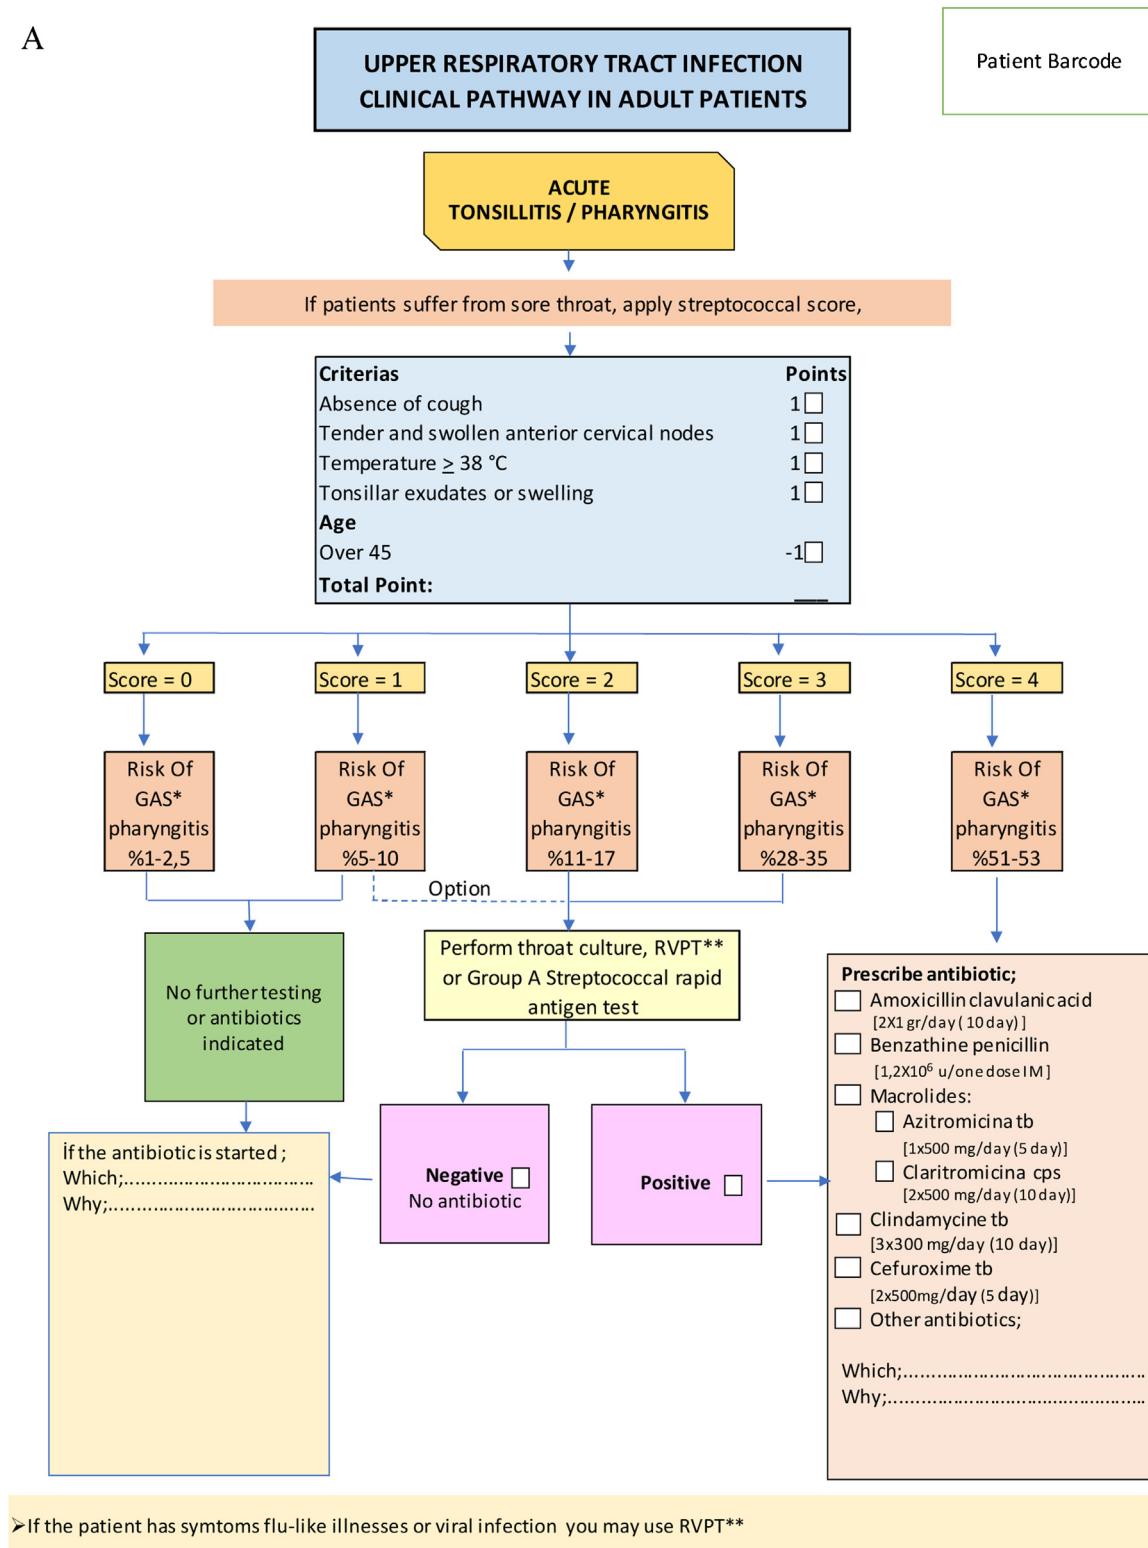 A
UPPER RESPIRATORY TRACT INFECTION
CLINICAL PATHWAY IN ADULT PATIENTS
Patient Barcode
ACUTE
TONSILLITIS / PHARYNGITIS
If patients suffer from sore throat, apply streptococcal score,
Criterias Points
Absence of cough 1
Tender and swollen anterior cervical nodes 1
Temperature ≥ 38 °C 1
Tonsillar exudates or swelling 1
Age
Over 45 -1
Total Point: ___
Score = 0
Score = 1
Score = 2
Score = 3
Score = 4
Risk Of
GAS*
pharyngitis
%1-2,5
Risk Of
GAS*
pharyngitis
%5-10
Risk Of
GAS*
pharyngitis
%11-17
Risk Of
GAS*
pharyngitis
%28-35
Risk Of
GAS*
pharyngitis
%51-53
Option
No further testing
or antibiotics
indicated
Perform throat culture, RVPT**
or Group A Streptococcal rapid
antigen test
İf the antibiotic is started ;
Which;...................................
Why;......................................
Negative
No antibiotic
Positive
Prescribe antibiotic;
Amoxicillin clavulanic acid
[2X1 gr/day ( 10 day) ]
Benzathine penicillin
[1,2X10⁶ u/one dose IM ]
Macrolides:
Azitromicina tb
[1x500 mg/day (5 day)]
Claritromicina cps
[2x500 mg/day (10 day)]
Clindamycine tb
[3x300 mg/day (10 day)]
Cefuroxime tb
[2x500mg/day (5 day)]
Other antibiotics;
Which;............................................
Why;...............................................
➢If the patient has symtoms flu-like illnesses or viral infection you may use RVPT**